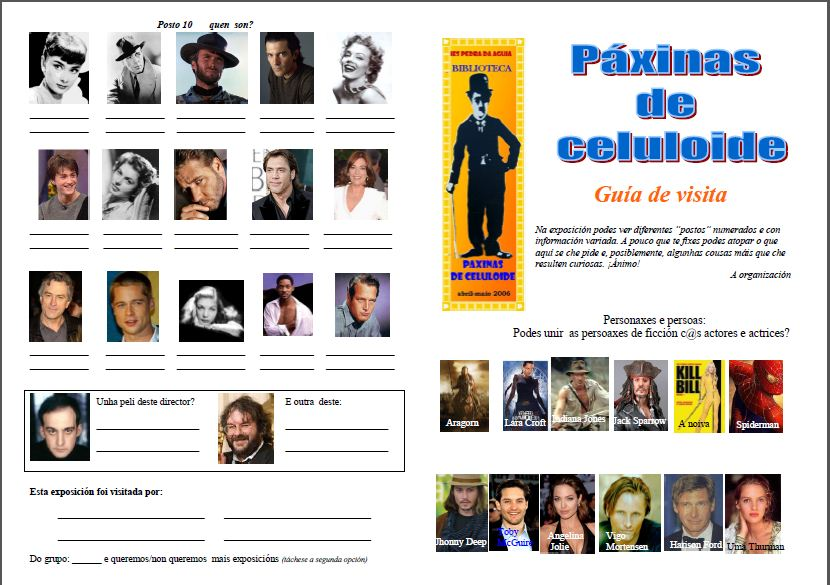 Posto 10 quen son?
Unha peli deste director?
E outra deste:
Esta exposición foi visitada por:
Do grupo: ______ e queremos/non queremos mais exposicións (táchese a segunda opción)
IES PEDRA DA AGUIA
BIBLIOTECA
PAXINAS
DE CELULOIDE
abril-maio 2006
Páxinas
de
celuloide
Guía de visita
Na exposición podes ver diferentes "postos" numerados e con
información variada. A pouco que te fixes podes atopar o que
aquí se che pide e, posiblemente, algunhas cousas máis que che
resulten curiosas. ¡Ánimo!
A organización
Personaxes e persoas:
Podes unir as persoaxes de ficción c@s actores e actrices?
Aragorn
Lara Croft
Indiana Jones
Jack Sparrow
KILL
BILL
A noiva
Spiderman
Jhonny Deep
Toby
McGuire
Angelina
Jolie
Vigo
Mortensen
Harison Ford
Uma Thurman